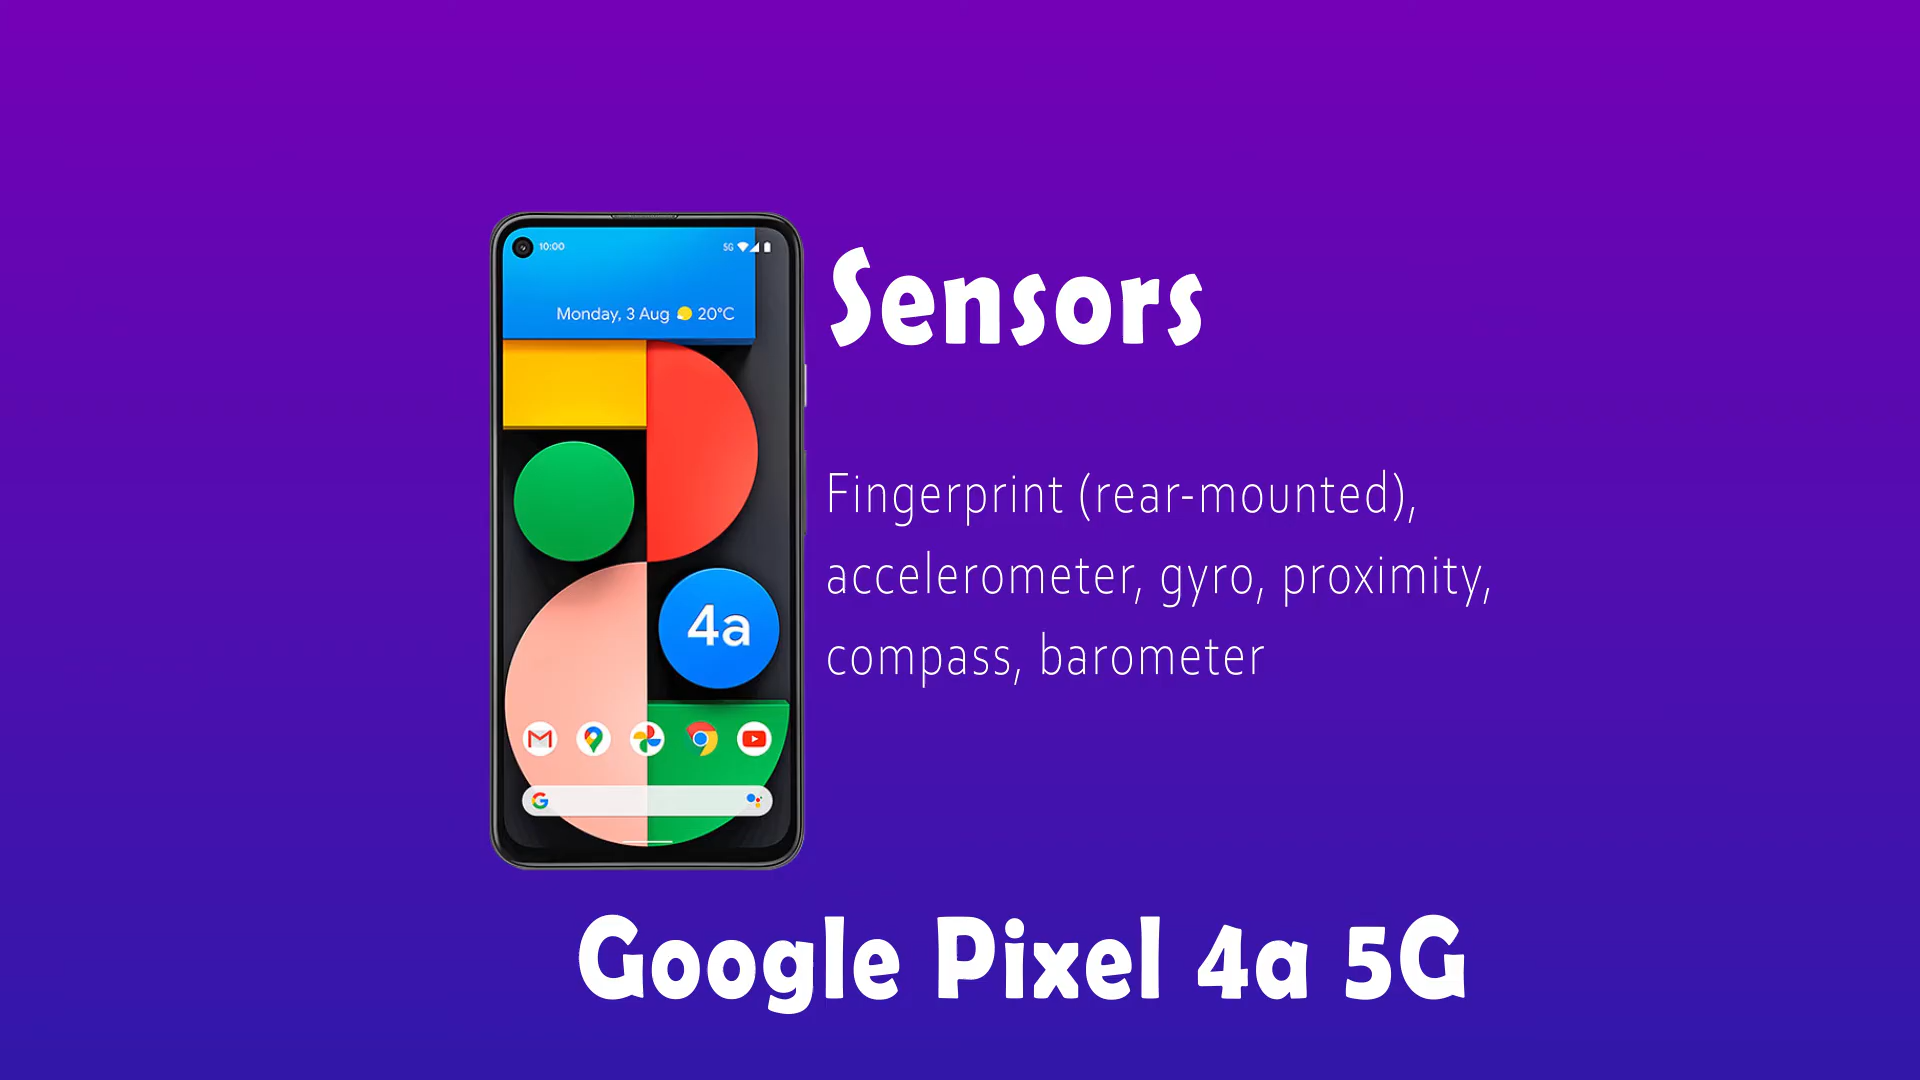 10:00
5G
Monday, 3 Aug 20°C
4a
Sensors
Fingerprint (rear-mounted),
accelerometer, gyro, proximity,
compass, barometer
Google Pixel 4a 5G